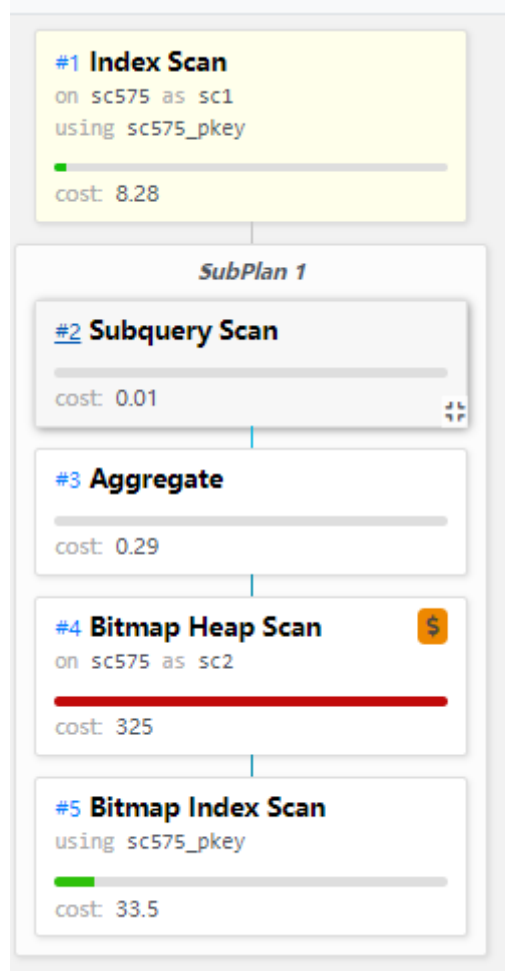 #1 Index Scan
on sc575 as sc1
using sc575_pkey
cost: 8.28
SubPlan 1
#2 Subquery Scan
cost: 0.01
#3 Aggregate
cost: 0.29
#4 Bitmap Heap Scan $
on sc575 as sc2
cost: 325
#5 Bitmap Index Scan
using sc575_pkey
cost: 33.5